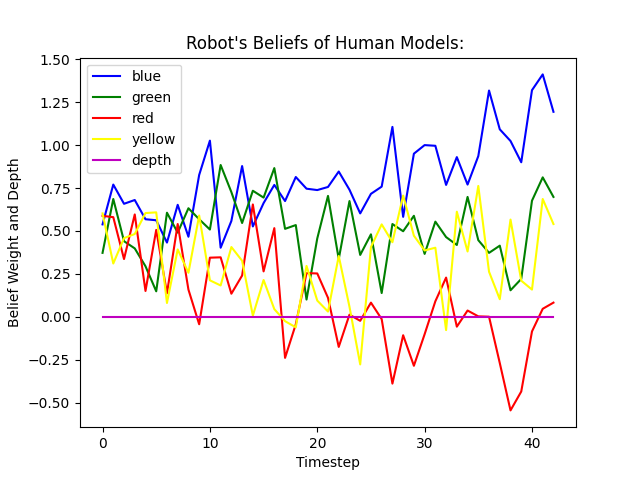 Robot's Beliefs of Human Models:
1.50
1.25
1.00
0.75
0.50
0.25
0.00
−0.25
−0.50
Belief Weight and Depth
blue
green
red
yellow
depth
0 10 20 30 40
Timestep